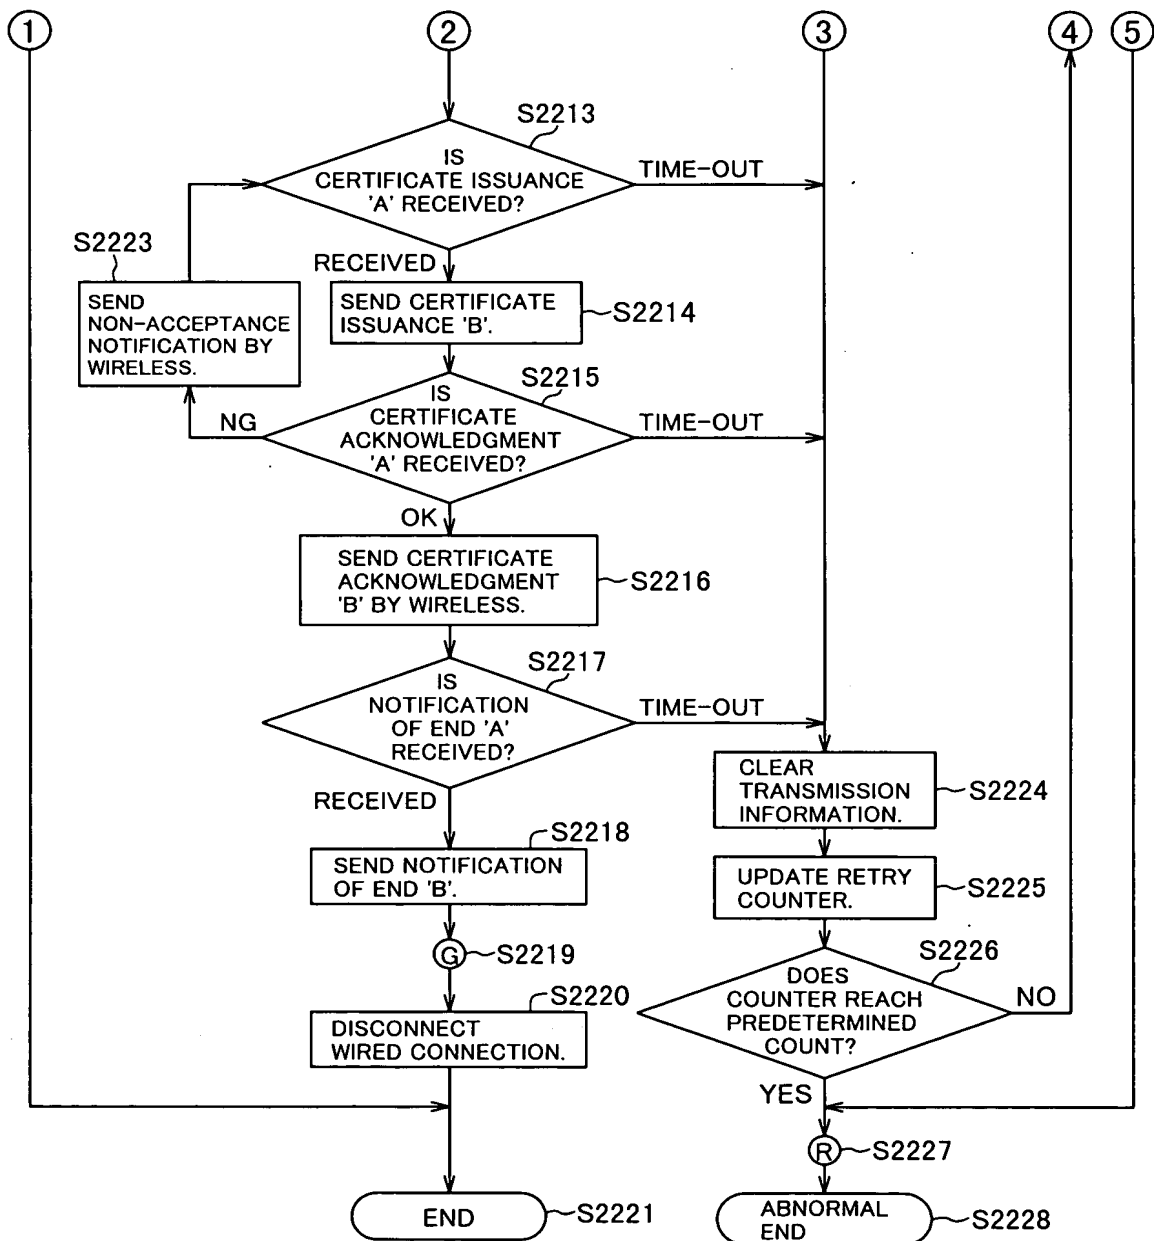 1
2
3
4
5
S2213
IS
CERTIFICATE ISSUANCE
'A' RECEIVED?
TIME-OUT
S2223
RECEIVED
SEND
NON-ACCEPTANCE
NOTIFICATION BY
WIRELESS.
SEND CERTIFICATE
ISSUANCE 'B'.
S2214
S2215
IS
CERTIFICATE
ACKNOWLEDGMENT
'A' RECEIVED?
NG
TIME-OUT
OK
SEND CERTIFICATE
ACKNOWLEDGMENT
'B' BY WIRELESS.
S2216
S2217
IS
NOTIFICATION
OF END 'A'
RECEIVED?
TIME-OUT
RECEIVED
CLEAR
TRANSMISSION
INFORMATION.
S2224
S2218
SEND NOTIFICATION
OF END 'B'.
UPDATE RETRY
COUNTER.
S2225
G
S2219
S2226
DOES
COUNTER REACH
PREDETERMINED
COUNT?
NO
S2220
DISCONNECT
WIRED CONNECTION.
YES
R
S2227
END
S2221
ABNORMAL
END
S2228